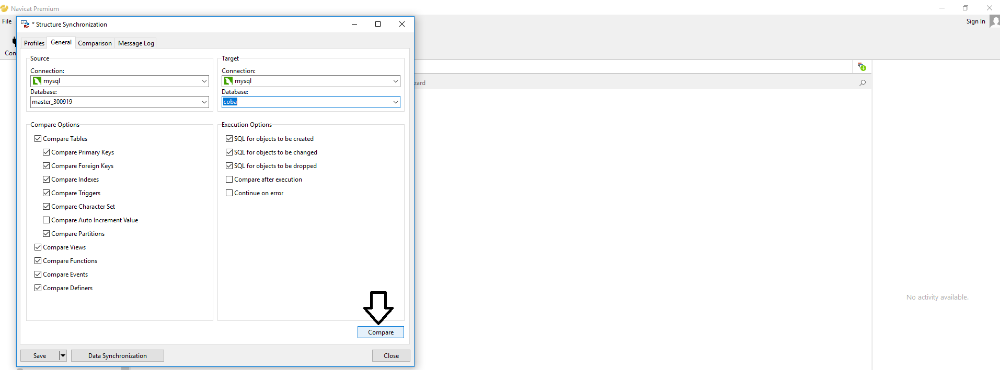 Navicat Premium
File
Sign In
Con
* Structure Synchronization
Profiles
General
Comparison
Message Log
Source
Connection:
mysql
Database:
master_300919
Target
Connection:
mysql
Database:
coba
zard
Compare Options
Compare Tables
Compare Primary Keys
Compare Foreign Keys
Compare Indexes
Compare Triggers
Compare Character Set
Compare Auto Increment Value
Compare Partitions
Compare Views
Compare Functions
Compare Events
Compare Definers
Execution Options
SQL for objects to be created
SQL for objects to be changed
SQL for objects to be dropped
Compare after execution
Continue on error
No activity available.
Compare
Save
Data Synchronization
Close